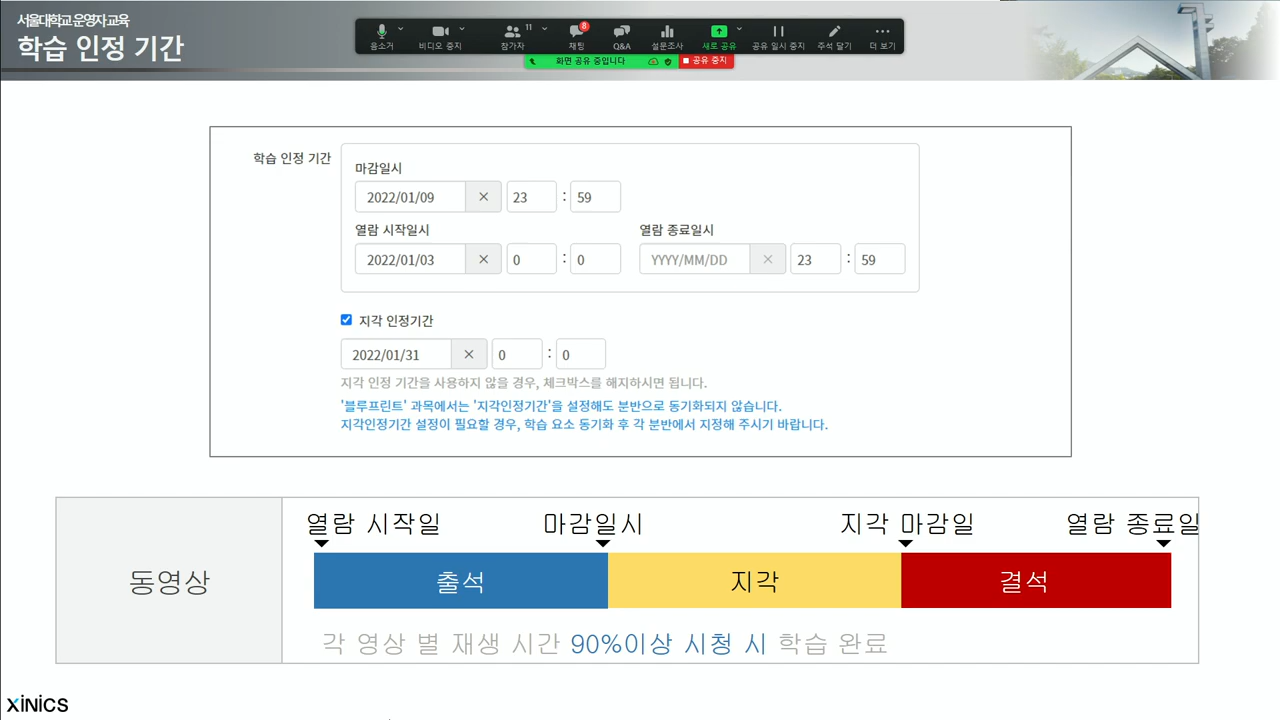 서울대학교 운영자 교육
학습 인정 기간
음소거
비디오 중지
11
참가자
8
채팅
Q&A
설문조사
새로 공유
공유 일시 중지
주석 달기
더 보기
화면 공유 중입니다
공유 중지
학습 인정 기간
마감일시
2022/01/09 × 23 : 59
열람 시작일시 열람 종료일시
2022/01/03 × 0 : 0 YYYY/MM/DD × 23 : 59
지각 인정기간
2022/01/31 × 0 : 0
지각 인정 기간을 사용하지 않을 경우, 체크박스를 해지하시면 됩니다.
'블루프린트' 과목에서는 '지각인정기간'을 설정해도 분반으로 동기화되지 않습니다.
지각인정기간 설정이 필요할 경우, 학습 요소 동기화 후 각 분반에서 지정해 주시기 바랍니다.
열람 시작일 마감일시 지각 마감일 열람 종료일
동영상
출석 지각 결석
각 영상 별 재생 시간 90%이상 시청 시 학습 완료
XINICS